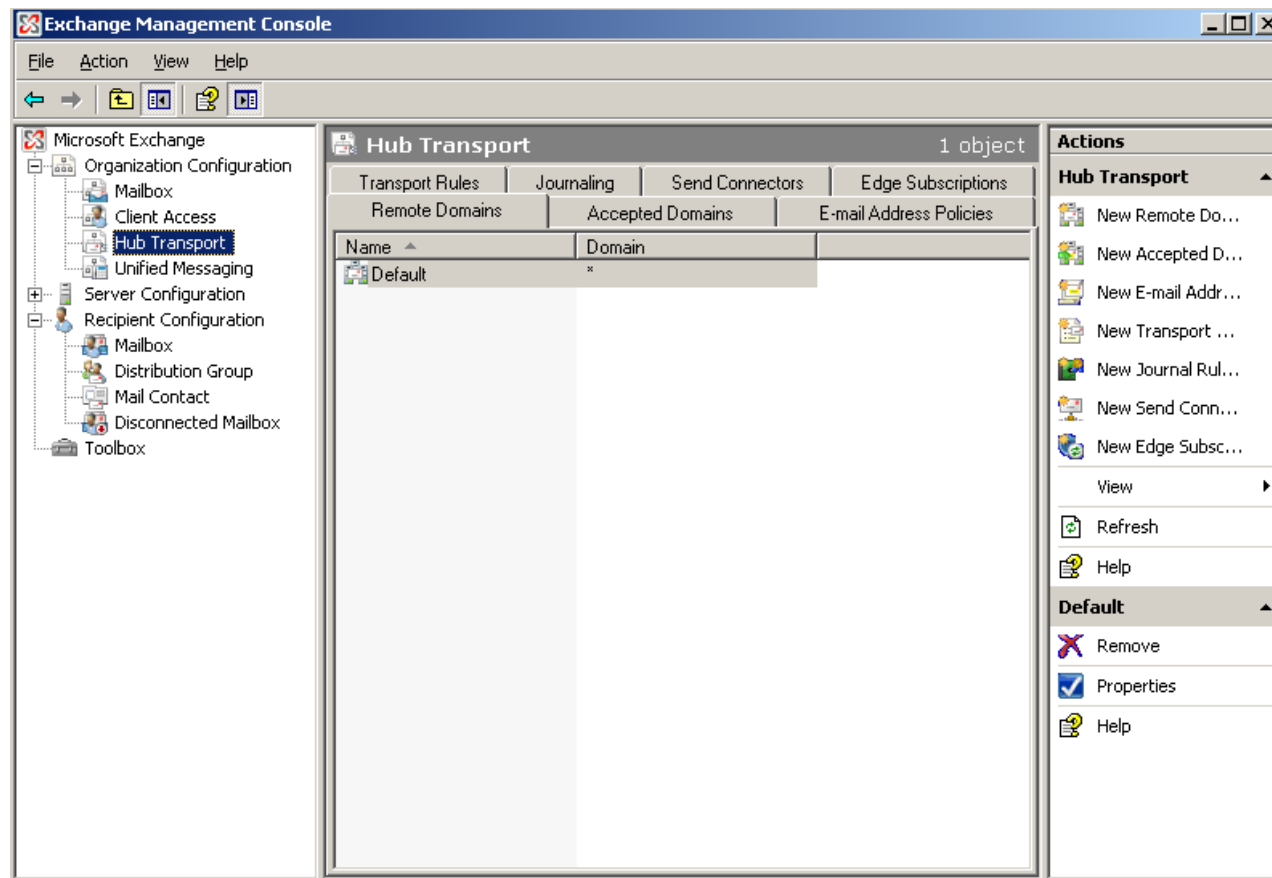 Exchange Management Console
File Action View Help
Microsoft Exchange
Organization Configuration
Mailbox
Client Access
Hub Transport
Unified Messaging
Server Configuration
Recipient Configuration
Mailbox
Distribution Group
Mail Contact
Disconnected Mailbox
Toolbox
Hub Transport 1 object
Transport Rules Journaling Send Connectors Edge Subscriptions
Remote Domains Accepted Domains E-mail Address Policies
Name Domain
Default *
Actions
Hub Transport
New Remote Do...
New Accepted D...
New E-mail Addr...
New Transport ...
New Journal Rul...
New Send Conn...
New Edge Subsc...
View
Refresh
Help
Default
Remove
Properties
Help